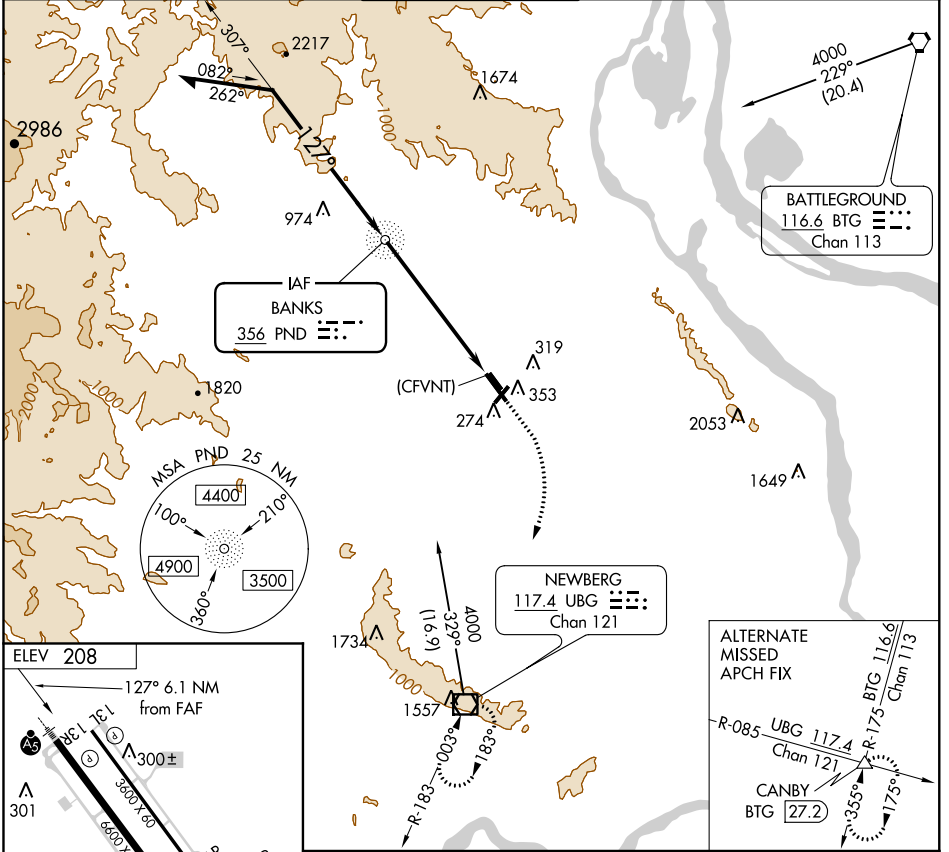 307°
2217
082°
262°
127°
1674
1000
4000
229°
(20.4)
2986
BATTLEGROUND
116.6 BTG
Chan 113
974
IAF
BANKS
356 PND
(CFVNT)
319
353
274
1820
1000
2000
2053
1649
MSA PND 25 NM
4400
100°
210°
4900
3500
360°
NEWBERG
117.4 UBG
Chan 121
4000
329°
(16.9)
1734
1000
1557
003°
183°
R-183
ELEV 208
127° 6.1 NM
from FAF
A5
13R
13L
300±
301
3600 X 60
6600 X
ALTERNATE
MISSED
APCH FIX
R-175 BTG 116.6
Chan 113
R-085 UBG 117.4
Chan 121
CANBY
BTG 27.2
355°
175°